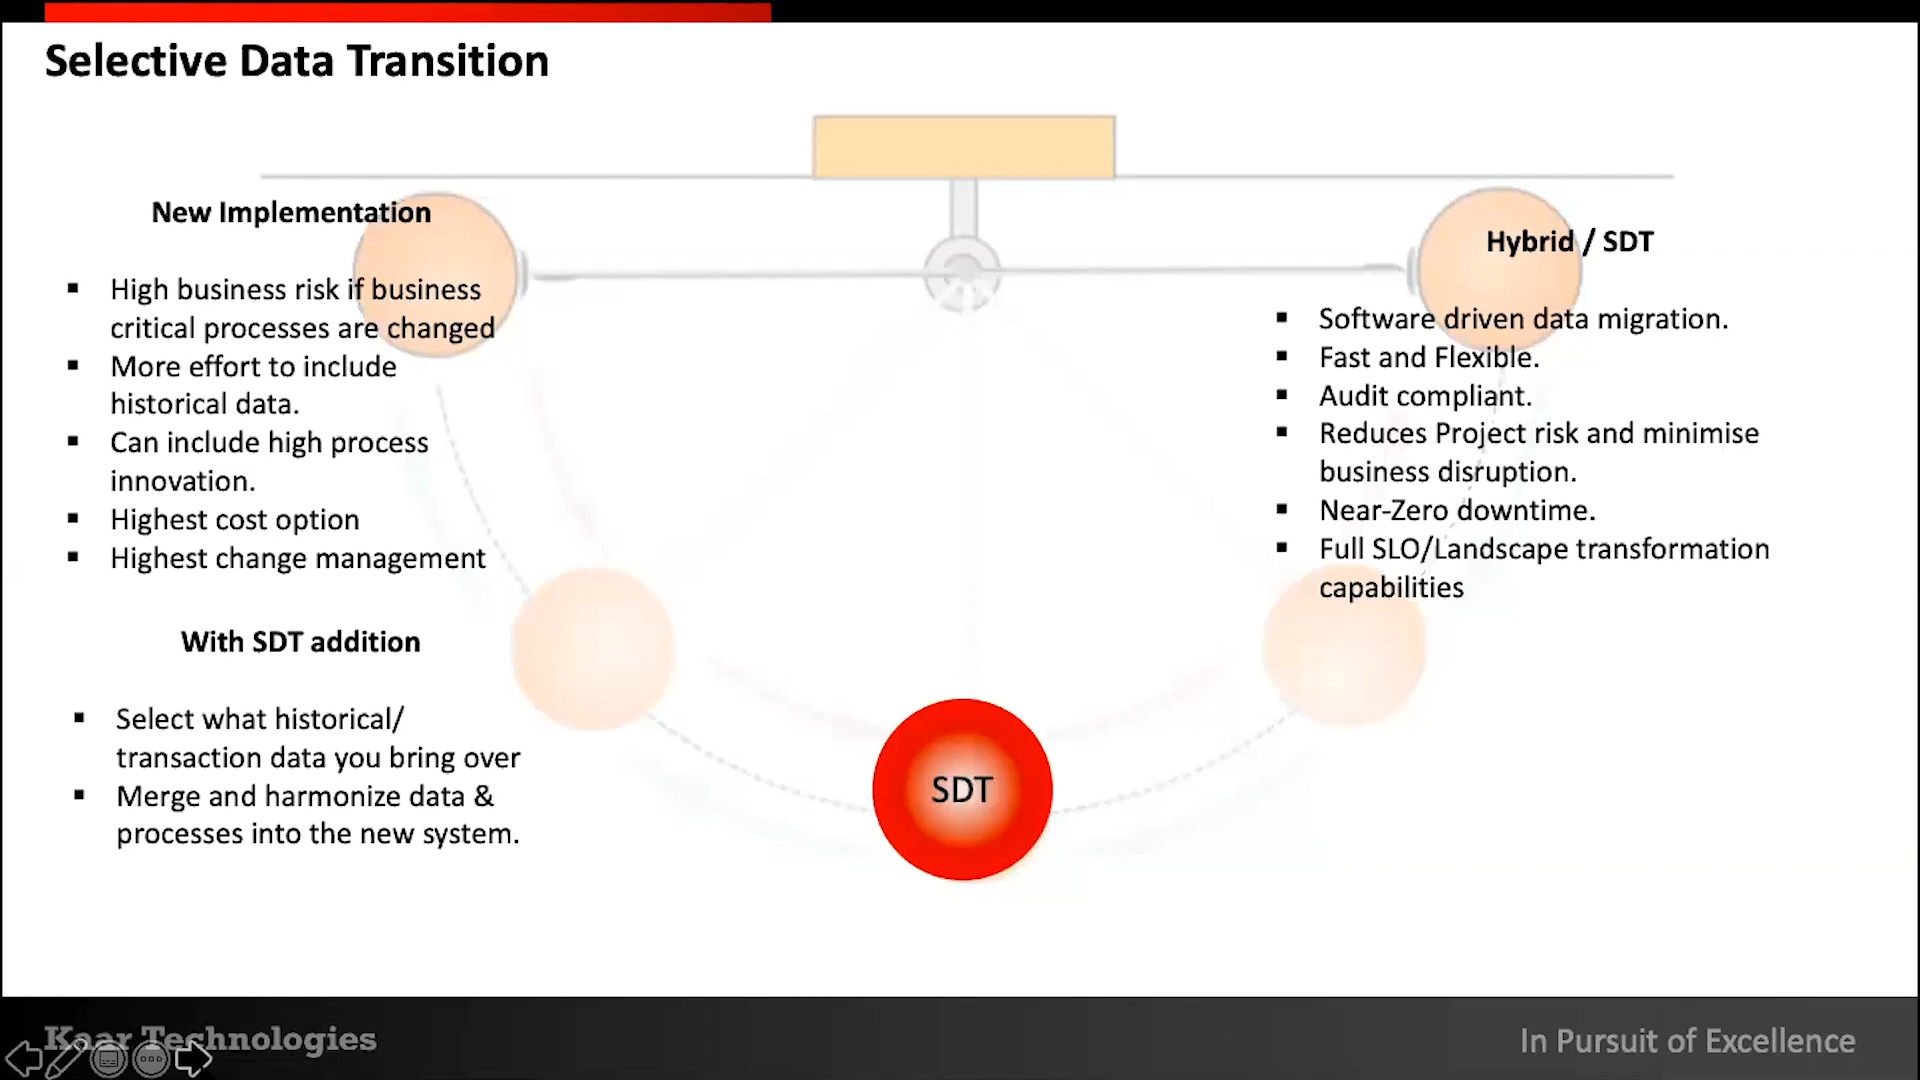 Selective Data Transition
New Implementation
▪ High business risk if business
critical processes are changed
▪ More effort to include
historical data.
▪ Can include high process
innovation.
▪ Highest cost option
▪ Highest change management
With SDT addition
▪ Select what historical/
transaction data you bring over
▪ Merge and harmonize data &
processes into the new system.
SDT
Hybrid / SDT
▪ Software driven data migration.
▪ Fast and Flexible.
▪ Audit compliant.
▪ Reduces Project risk and minimise
business disruption.
▪ Near-Zero downtime.
▪ Full SLO/Landscape transformation
capabilities
Kaar Technologies
In Pursuit of Excellence